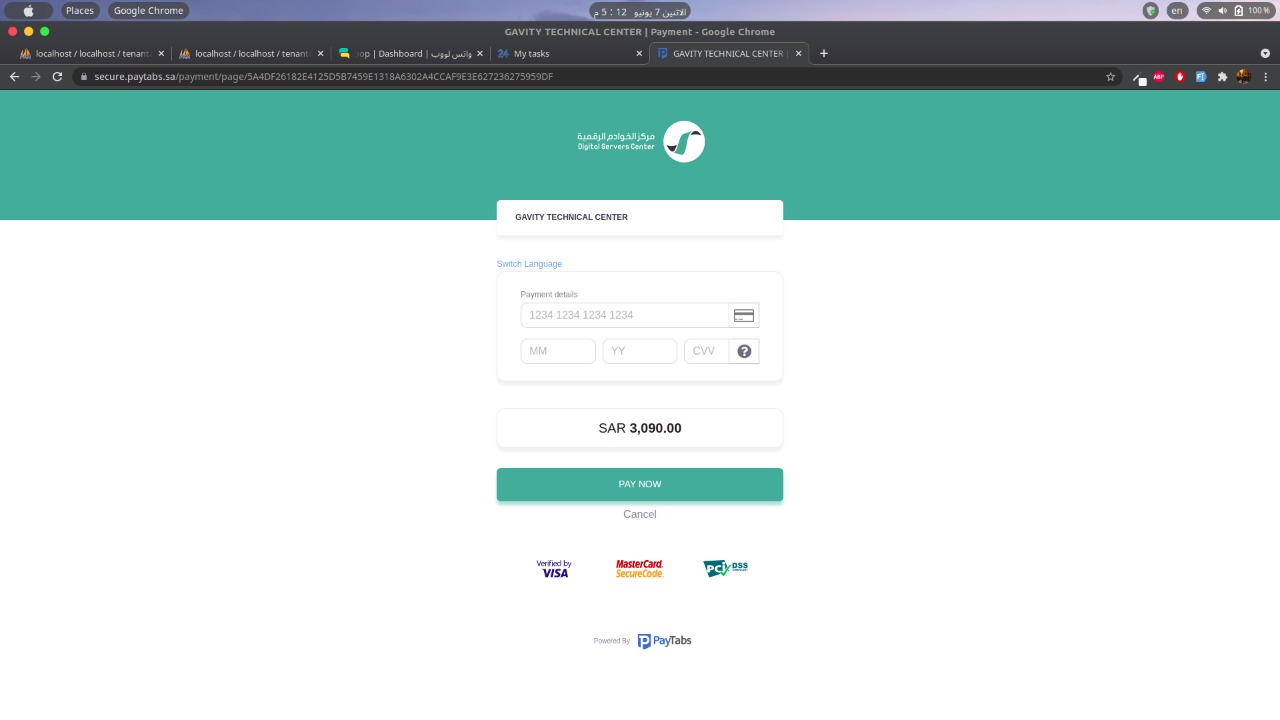 Places
Google Chrome
الاثنين 7 يونيو 12 : 5 م
en
100 %
GAVITY TECHNICAL CENTER | Payment - Google Chrome
localhost / localhost / tenant
localhost / localhost / tenant
oop | Dashboard | واتس لووب
24 My tasks
GAVITY TECHNICAL CENTER |
secure.paytabs.sa/payment/page/5A4DF26182E4125D5B7459E1318A6302A4CCAF9E3E627236275959DF
ABP
مركز الخوادم الرقمية
Digital Servers Center
GAVITY TECHNICAL CENTER
Switch Language
Payment details
1234 1234 1234 1234
MM
YY
CVV
?
SAR 3,090.00
PAY NOW
Cancel
Verified by
VISA
MasterCard.
SecureCode.
PCI DSS
Powered By PayTabs